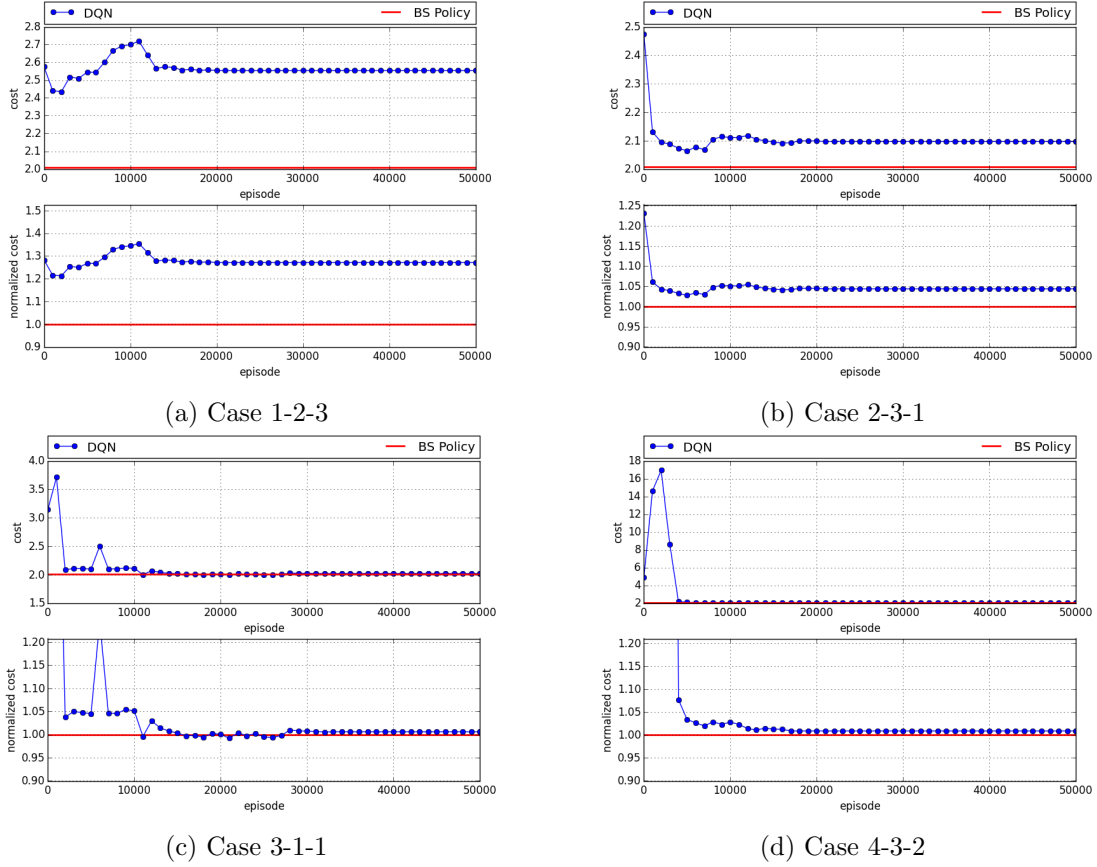 DQN BS Policy
2.8
2.7
2.6
2.5
2.4
2.3
2.2
2.1
2.0
cost
0 10000 20000 30000 40000 50000
episode
1.5
1.4
1.3
1.2
1.1
1.0
0.9
normalized cost
0 10000 20000 30000 40000 50000
episode
(a) Case 1-2-3
DQN BS Policy
2.5
2.4
2.3
2.2
2.1
2.0
cost
0 10000 20000 30000 40000 50000
episode
1.25
1.20
1.15
1.10
1.05
1.00
0.95
0.90
normalized cost
0 10000 20000 30000 40000 50000
episode
(b) Case 2-3-1
DQN BS Policy
4.0
3.5
3.0
2.5
2.0
1.5
cost
0 10000 20000 30000 40000 50000
episode
1.20
1.15
1.10
1.05
1.00
0.95
0.90
normalized cost
0 10000 20000 30000 40000 50000
episode
(c) Case 3-1-1
DQN BS Policy
18
16
14
12
10
8
6
4
2
cost
0 10000 20000 30000 40000 50000
episode
1.20
1.15
1.10
1.05
1.00
0.95
0.90
normalized cost
0 10000 20000 30000 40000 50000
episode
(d) Case 4-3-2